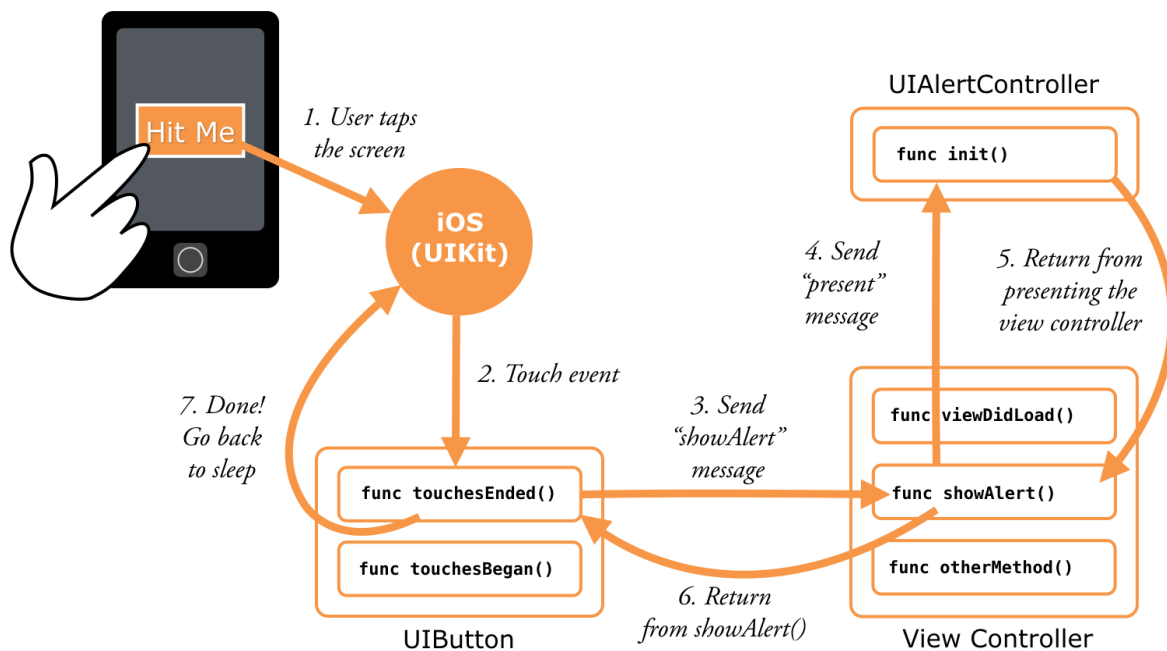 Hit Me
1. User taps
the screen
iOS
(UIKit)
UIAlertController
func init()
4. Send
“present”
message
5. Return from
presenting the
view controller
2. Touch event
7. Done!
Go back
to sleep
3. Send
“showAlert”
message
func viewDidLoad()
func touchesEnded()
func showAlert()
func touchesBegan()
func otherMethod()
6. Return
from showAlert()
UIButton
View Controller